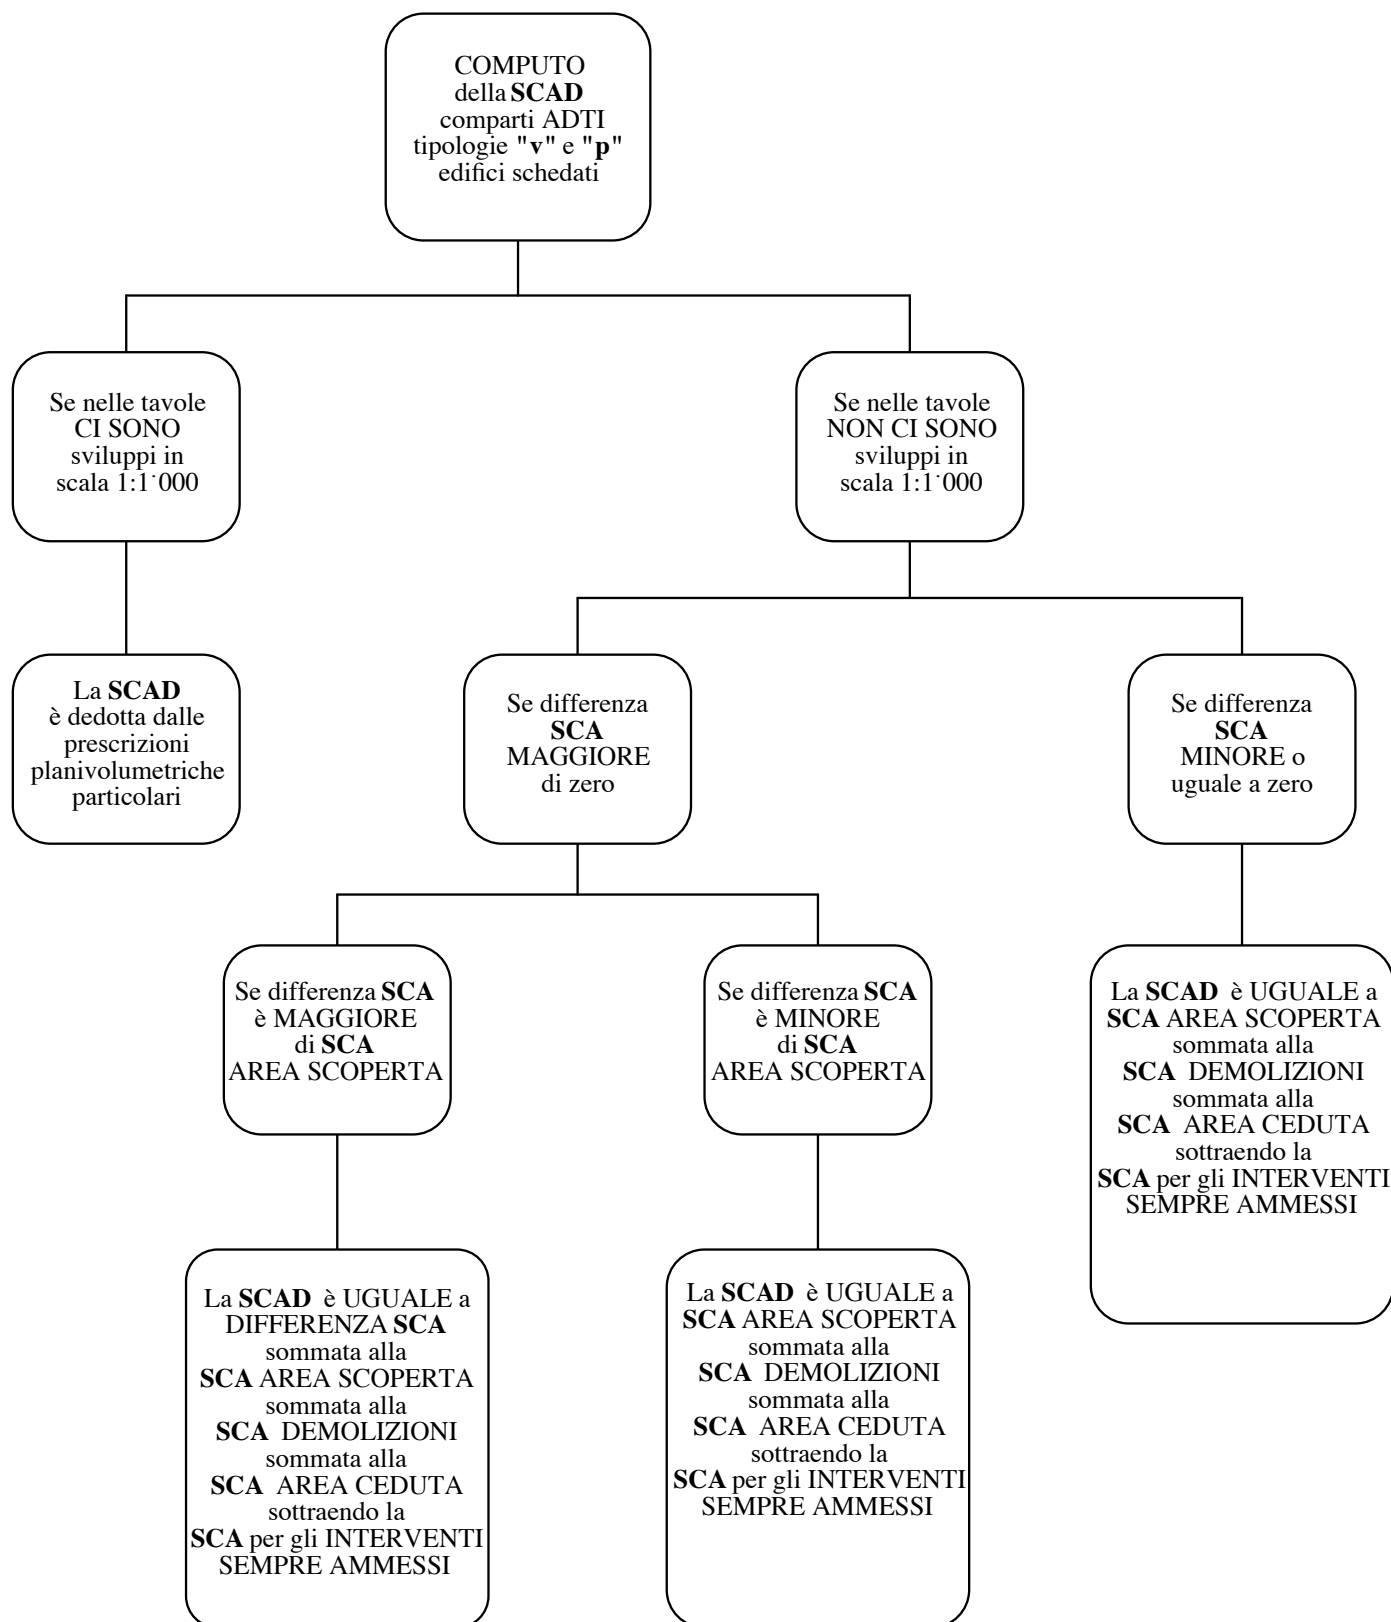 COMPUTO
della SCAD
comparti ADTI
tipologie "v" e "p"
edifici schedati
Se nelle tavole
CI SONO
sviluppi in
scala 1:1˙000
Se nelle tavole
NON CI SONO
sviluppi in
scala 1:1˙000
La SCAD
è dedotta dalle
prescrizioni
planivolumetriche
particolari
Se differenza
SCA
MAGGIORE
di zero
Se differenza
SCA
MINORE o
uguale a zero
Se differenza SCA
è MAGGIORE
di SCA
AREA SCOPERTA
Se differenza SCA
è MINORE
di SCA
AREA SCOPERTA
La SCAD è UGUALE a
SCA AREA SCOPERTA
sommata alla
SCA DEMOLIZIONI
sommata alla
SCA AREA CEDUTA
sottraendo la
SCA per gli INTERVENTI
SEMPRE AMMESSI
La SCAD è UGUALE a
DIFFERENZA SCA
sommata alla
SCA AREA SCOPERTA
sommata alla
SCA DEMOLIZIONI
sommata alla
SCA AREA CEDUTA
sottraendo la
SCA per gli INTERVENTI
SEMPRE AMMESSI
La SCAD è UGUALE a
SCA AREA SCOPERTA
sommata alla
SCA DEMOLIZIONI
sommata alla
SCA AREA CEDUTA
sottraendo la
SCA per gli INTERVENTI
SEMPRE AMMESSI